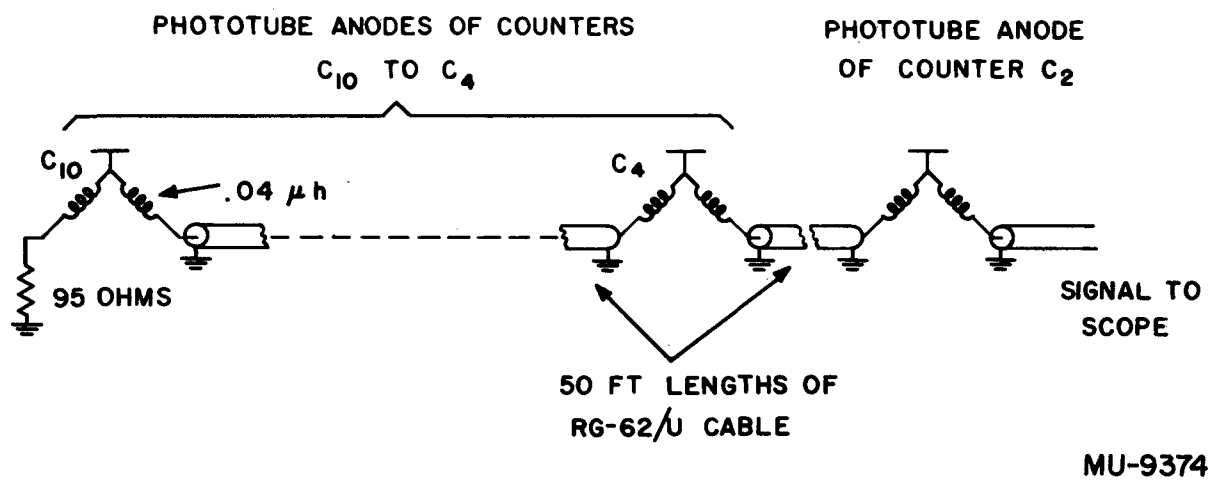 PHOTOTUBE ANODES OF COUNTERS
C10 TO C4
PHOTOTUBE ANODE
OF COUNTER C2
C10
.04 μh
C4
95 OHMS
SIGNAL TO
SCOPE
50 FT LENGTHS OF
RG-62/U CABLE
MU-9374